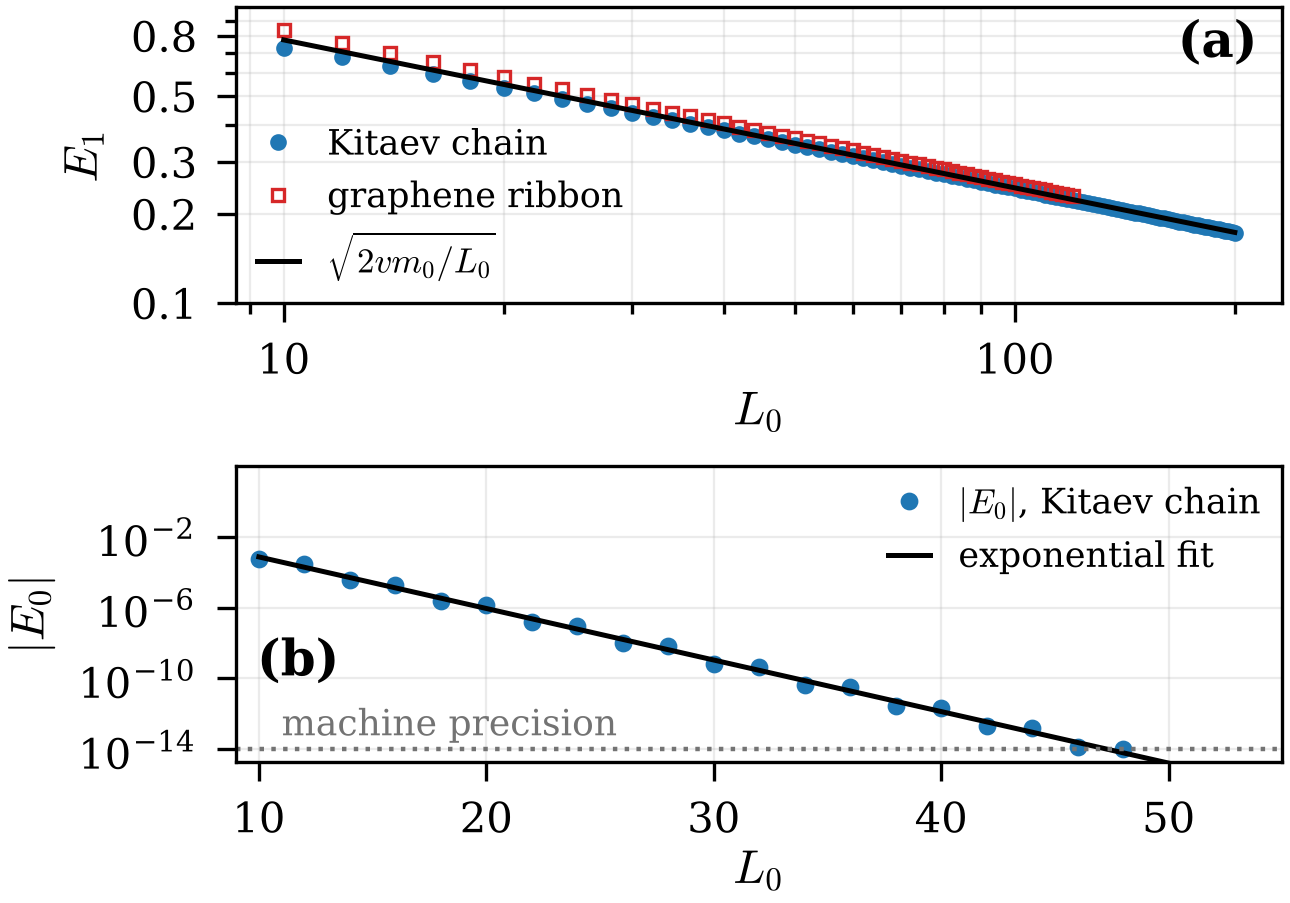 (a)
0.8
0.5
0.3
0.2
0.1
E₁
Kitaev chain
graphene ribbon
√2vm₀/L₀
10
100
L₀
|E₀|, Kitaev chain
exponential fit
10⁻²
10⁻⁶
10⁻¹⁰
10⁻¹⁴
|E₀|
(b)
machine precision
10
20
30
40
50
L₀